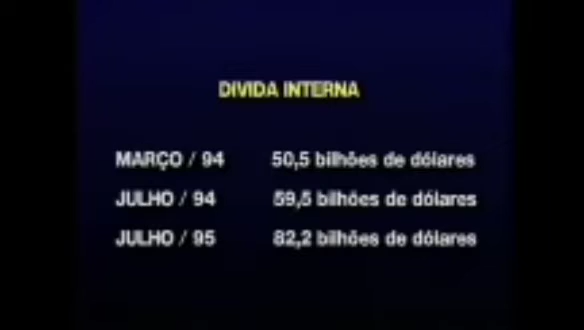 DIVIDA INTERNA
MARÇO / 94 50,5 bilhões de dólares
JULHO / 94 59,5 bilhões de dólares
JULHO / 95 82,2 bilhões de dólares